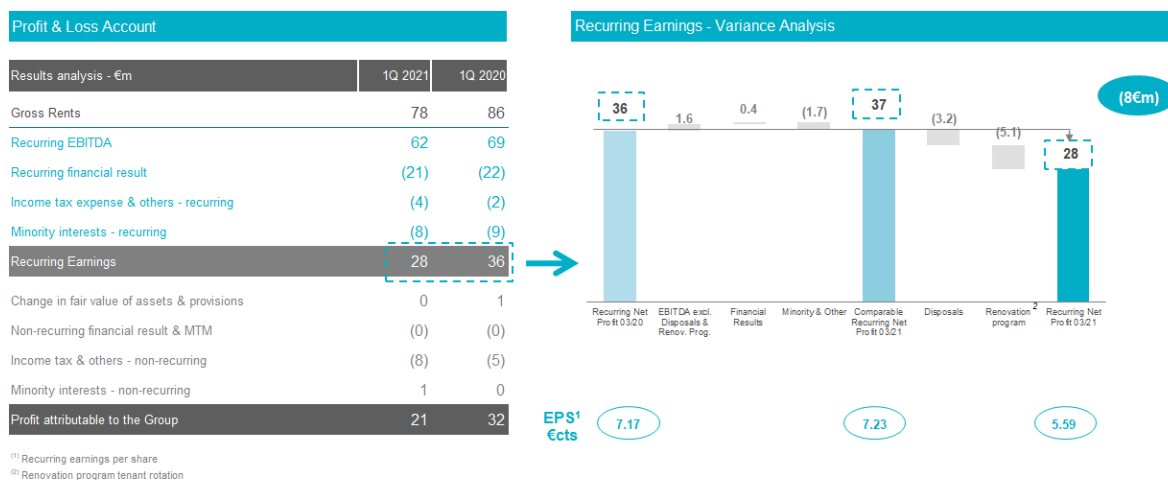 Profit & Loss Account
Results analysis - €m 1Q 2021 1Q 2020
Gross Rents 78 86
Recurring EBITDA 62 69
Recurring financial result (21) (22)
Income tax expense & others - recurring (4) (2)
Minority interests - recurring (8) (9)
Recurring Earnings 28 36
Change in fair value of assets & provisions 0 1
Non-recurring financial result & MTM (0) (0)
Income tax & others - non-recurring (8) (5)
Minority interests - non-recurring 1 0
Profit attributable to the Group 21 32
(1) Recurring earnings per share
(2) Renovation program tenant rotation
Recurring Earnings - Variance Analysis
(8€m)
36 1.6 0.4 (1.7) 37 (3.2) (5.1) 28
Recurring Net
Profit 03/20
EBITDA excl.
Disposals &
Renov. Prog.
Financial
Results
Minority & Other
Comparable
Recurring Net
Profit 03/21
Disposals
Renovation 2
program
Recurring Net
Profit 03/21
EPS1
€cts
7.17 7.23 5.59